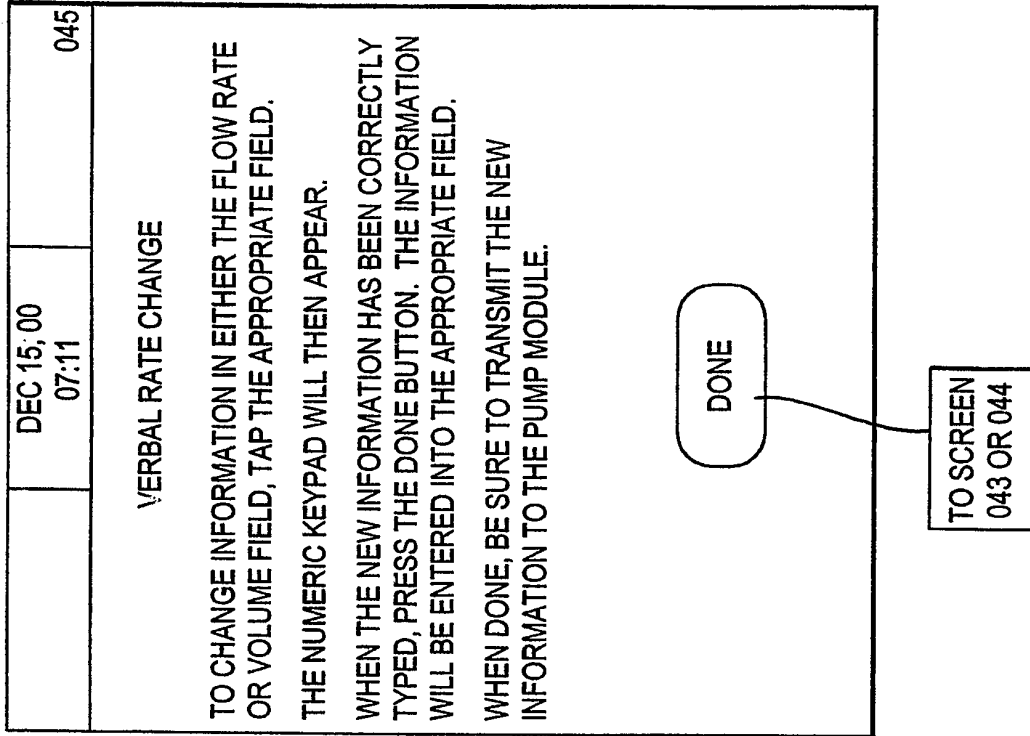 DEC 15, 00
07:11
045
VERBAL RATE CHANGE
TO CHANGE INFORMATION IN EITHER THE FLOW RATE
OR VOLUME FIELD, TAP THE APPROPRIATE FIELD.
THE NUMERIC KEYPAD WILL THEN APPEAR.
WHEN THE NEW INFORMATION HAS BEEN CORRECTLY
TYPED, PRESS THE DONE BUTTON. THE INFORMATION
WILL BE ENTERED INTO THE APPROPRIATE FIELD.
WHEN DONE, BE SURE TO TRANSMIT THE NEW
INFORMATION TO THE PUMP MODULE.
DONE
TO SCREEN
043 OR 044